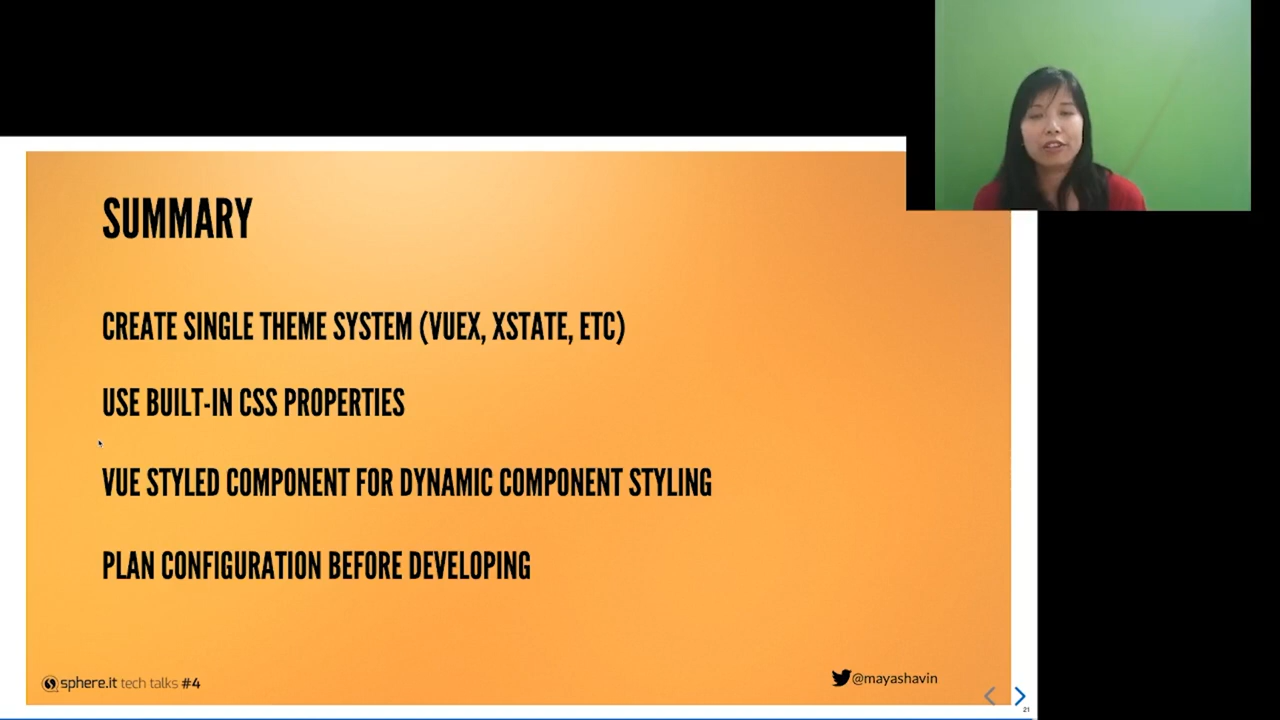 SUMMARY
CREATE SINGLE THEME SYSTEM (VUEX, XSTATE, ETC)
USE BUILT-IN CSS PROPERTIES
VUE STYLED COMPONENT FOR DYNAMIC COMPONENT STYLING
PLAN CONFIGURATION BEFORE DEVELOPING
sphere.it tech talks #4
@mayashavin
21